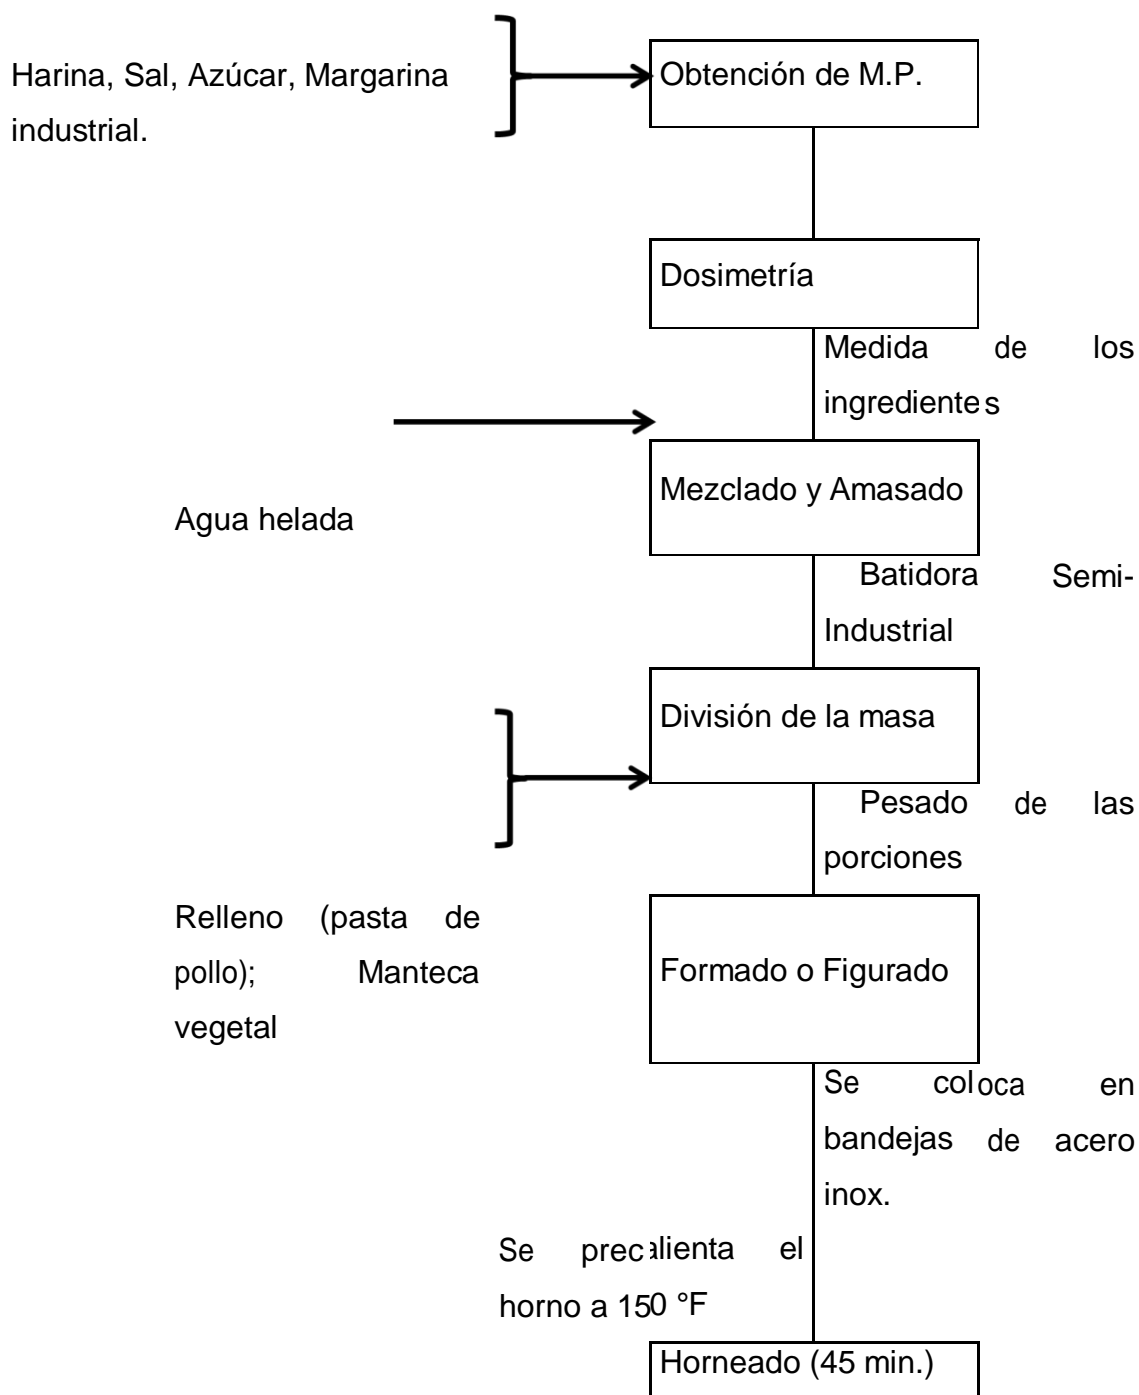 Harina, Sal, Azúcar, Margarina
industrial.
Obtención de M.P.
Dosimetría
Medida de los
ingredientes
Agua helada
Mezclado y Amasado
Batidora Semi-
Industrial
División de la masa
Pesado de las
porciones
Relleno (pasta de
pollo); Manteca
vegetal
Formado o Figurado
Se coloca en
bandejas de acero
inox.
Se precalienta el
horno a 150 °F
Horneado (45 min.)